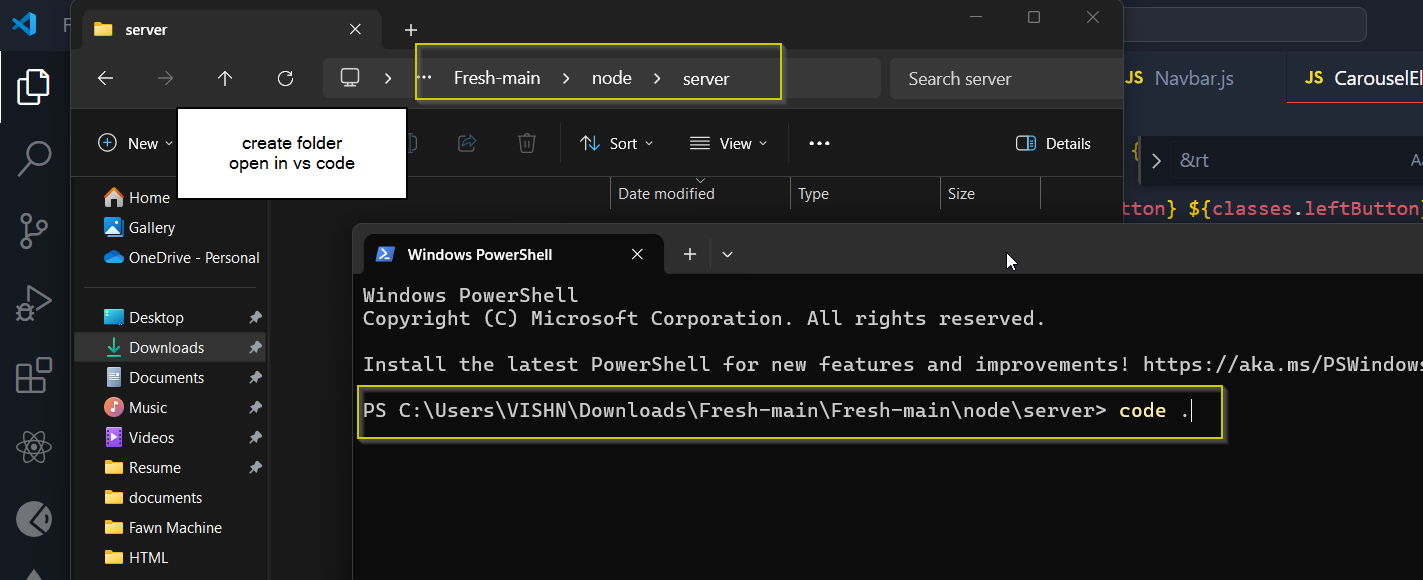 F
server
Fresh-main > node > server
Search server
JS Navbar.js
JS CarouselEl
New
create folder
open in vs code
Sort
View
Details
{
&rt
Home
Date modified
Type
Size
tton} ${classes.leftButton}
Gallery
OneDrive - Personal
Windows PowerShell
Windows PowerShell
Copyright (C) Microsoft Corporation. All rights reserved.
Desktop
Downloads
Install the latest PowerShell for new features and improvements! https://aka.ms/PSWindows
Documents
Music
PS C:\Users\VISHN\Downloads\Fresh-main\Fresh-main\node\server> code .
Videos
Resume
documents
Fawn Machine
HTML